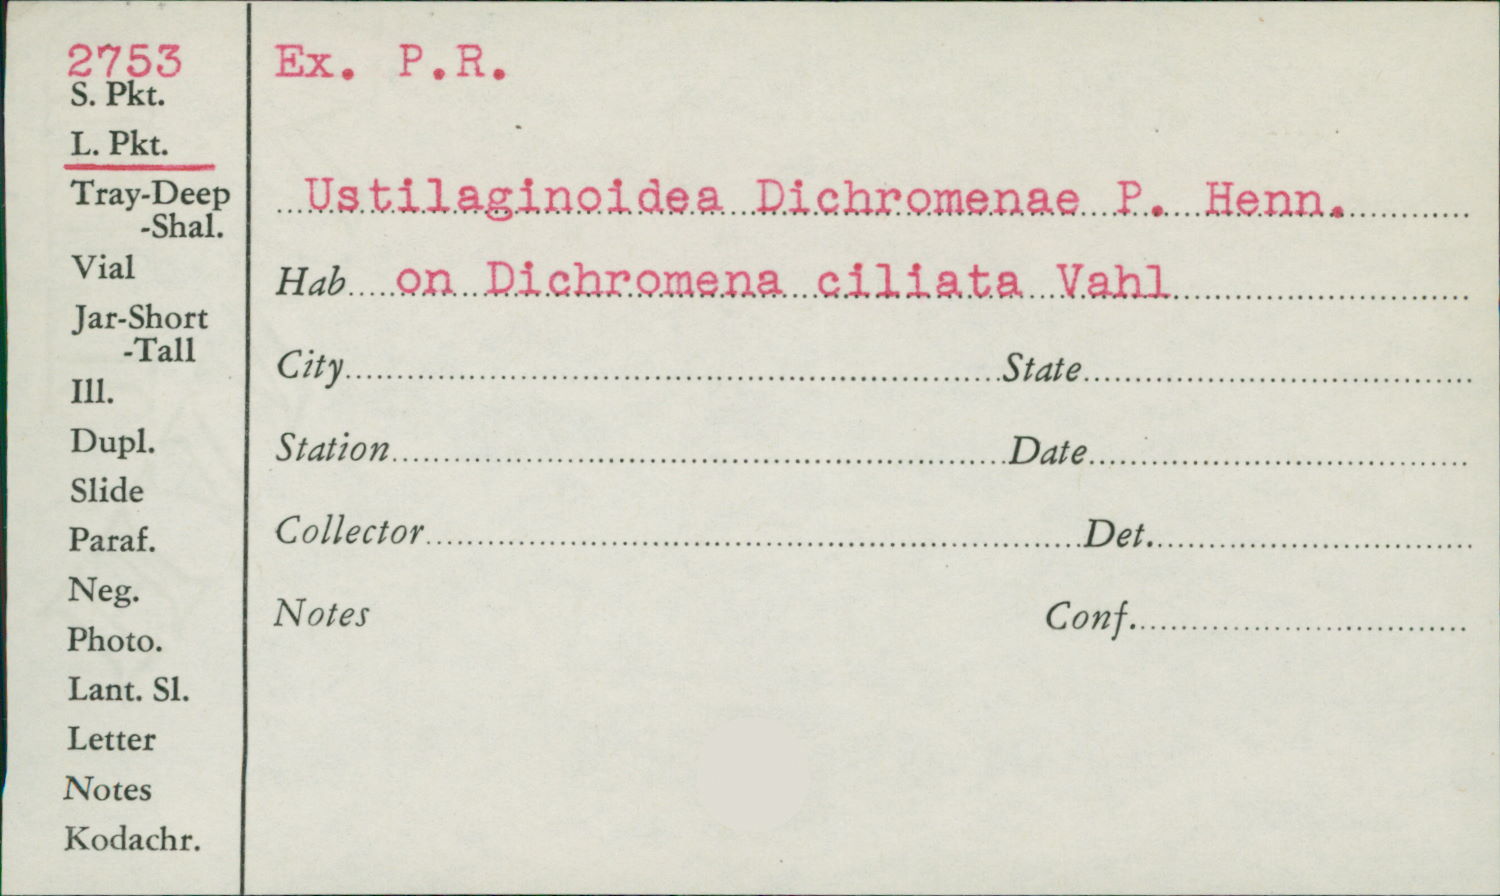 2753
S. Pkt.
L. Pkt.
Tray-Deep
-Shal.
Vial
Jar-Short
-Tall
Ill.
Dupl.
Slide
Paraf.
Neg.
Photo.
Lant. Sl.
Letter
Notes
Kodachr.
Ex. P.R.
Ustilaginoidea Dichromenae P. Henn.
Hab on Dichromena ciliata Vahl
City State
Station Date
Collector Det.
Notes Conf.